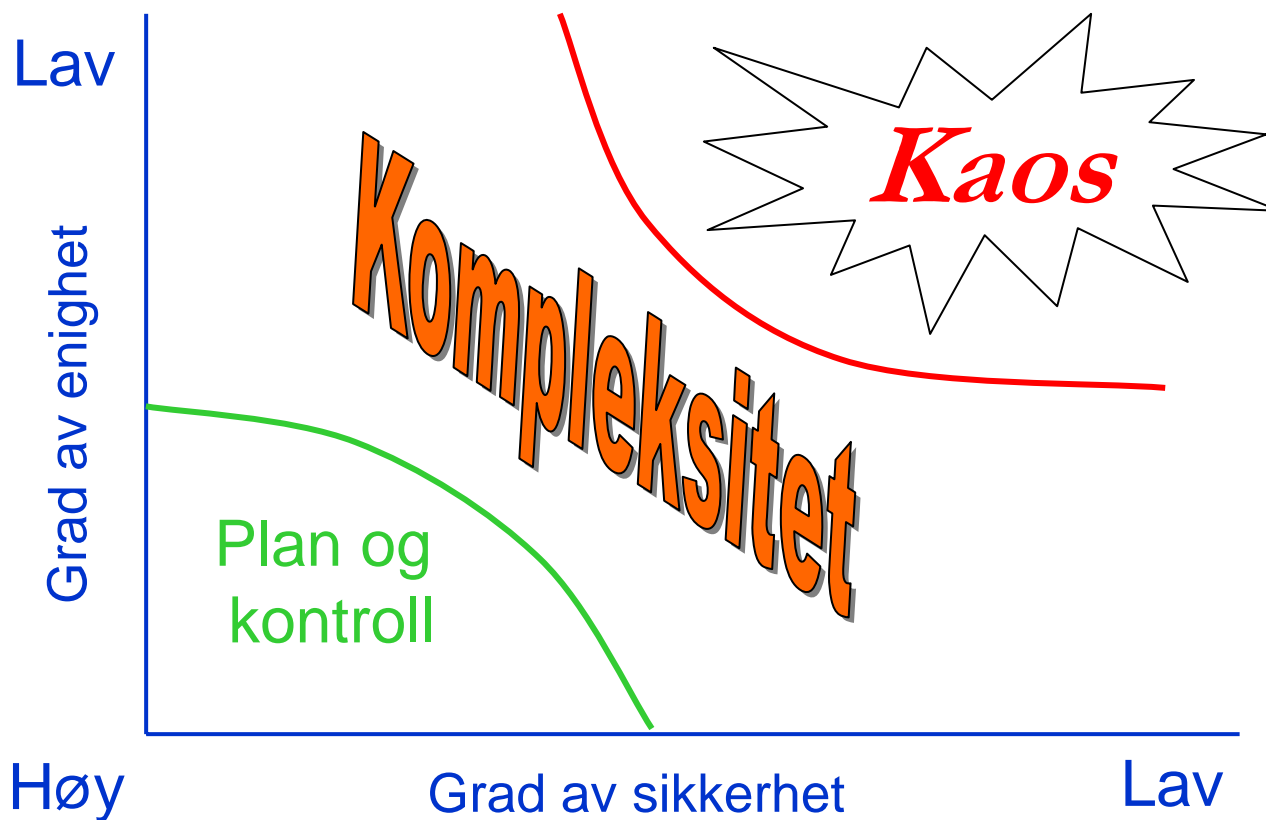 Lav
Kaos
Grad av enighet
Kompleksitet
Plan og
kontroll
Høy
Grad av sikkerhet
Lav